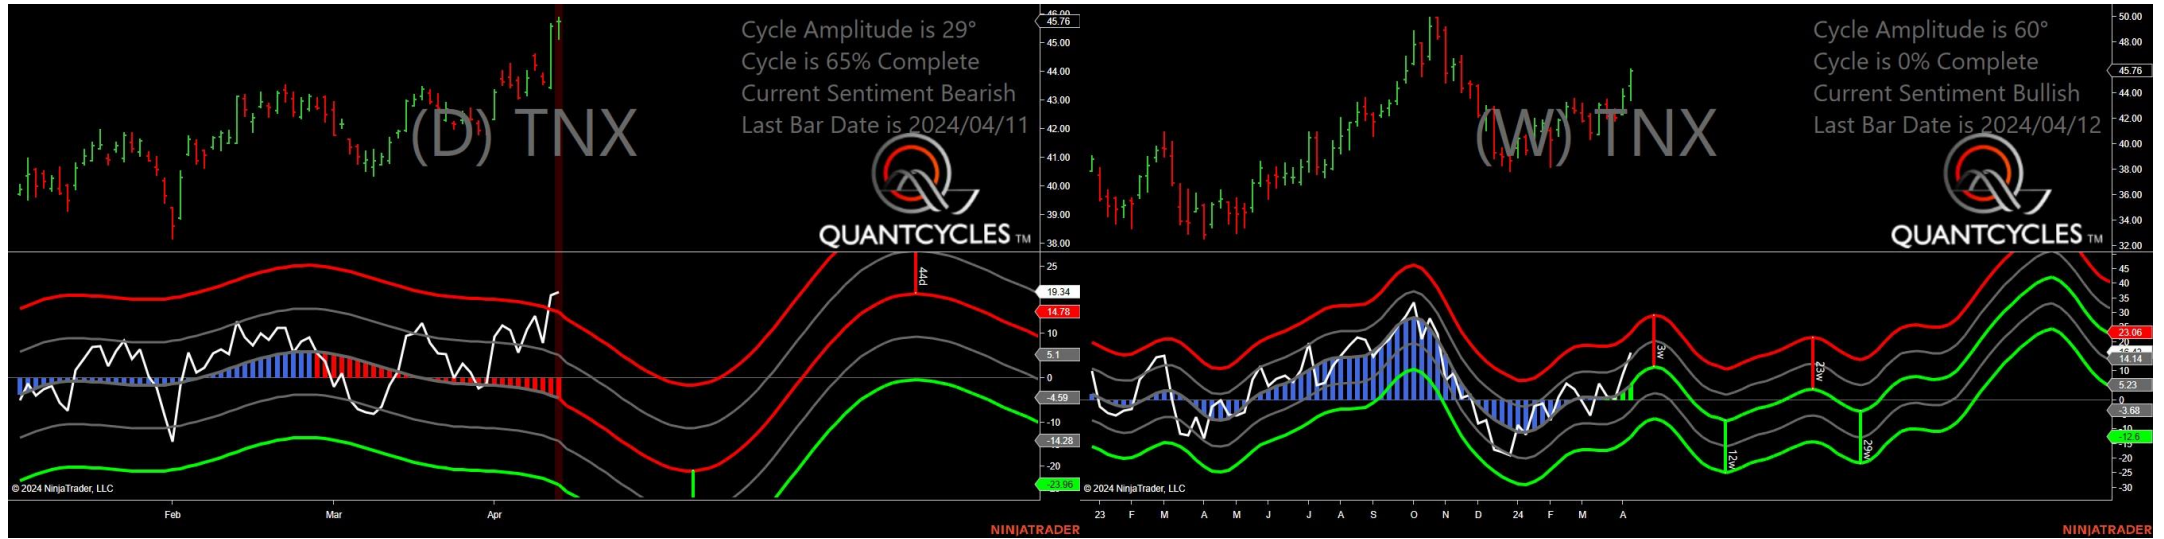 Cycle Amplitude is 29°
Cycle is 65% Complete
Current Sentiment Bearish
Last Bar Date is 2024/04/11
(D) TNX
QUANTCYCLES TM
46.00
45.76
45.00
44.00
43.00
42.00
41.00
40.00
39.00
38.00
44d
25
19.34
14.78
10
5.1
0
-4.59
-10
-14.28
-20
-23.96
© 2024 NinjaTrader, LLC
Feb Mar Apr
NINJATRADER
Cycle Amplitude is 60°
Cycle is 0% Complete
Current Sentiment Bullish
Last Bar Date is 2024/04/12
(W) TNX
QUANTCYCLES TM
50.00
48.00
45.76
44.00
42.00
40.00
38.00
36.00
34.00
32.00
3w
23w
12w
29w
45
40
35
30
23.06
20
14.14
10
5.23
0
-3.68
-12.6
-15
-20
-25
-30
© 2024 NinjaTrader, LLC
23 F M A M J J A S O N D 24 F M A
NINJATRADER